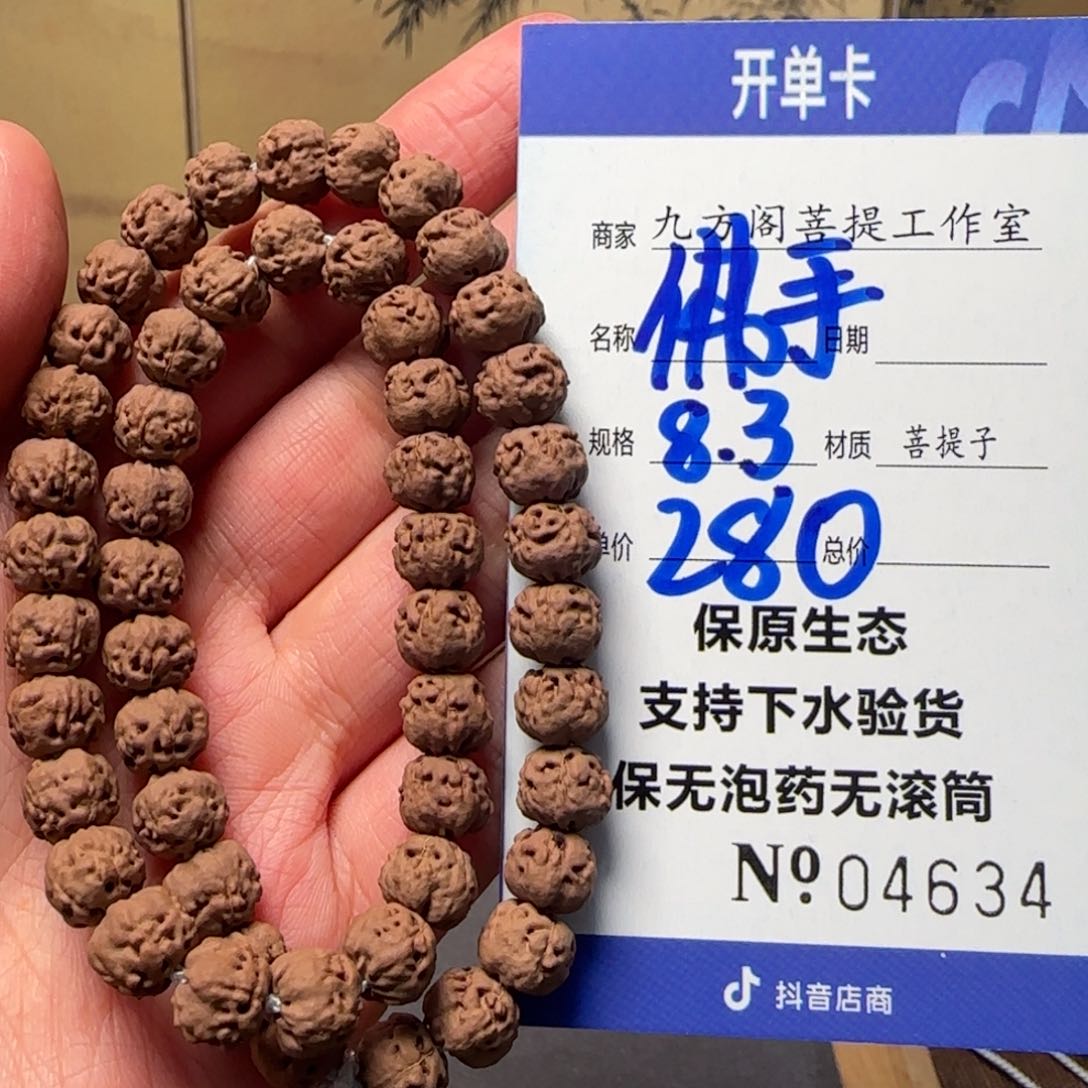 开单卡
商家 九方阁菩提工作室
名称 佛手 日期
规格 8.3 材质 菩提子
单价 280 总价
保原生态
支持下水验货
保无泡药无滚筒
№ 04634
抖音店商